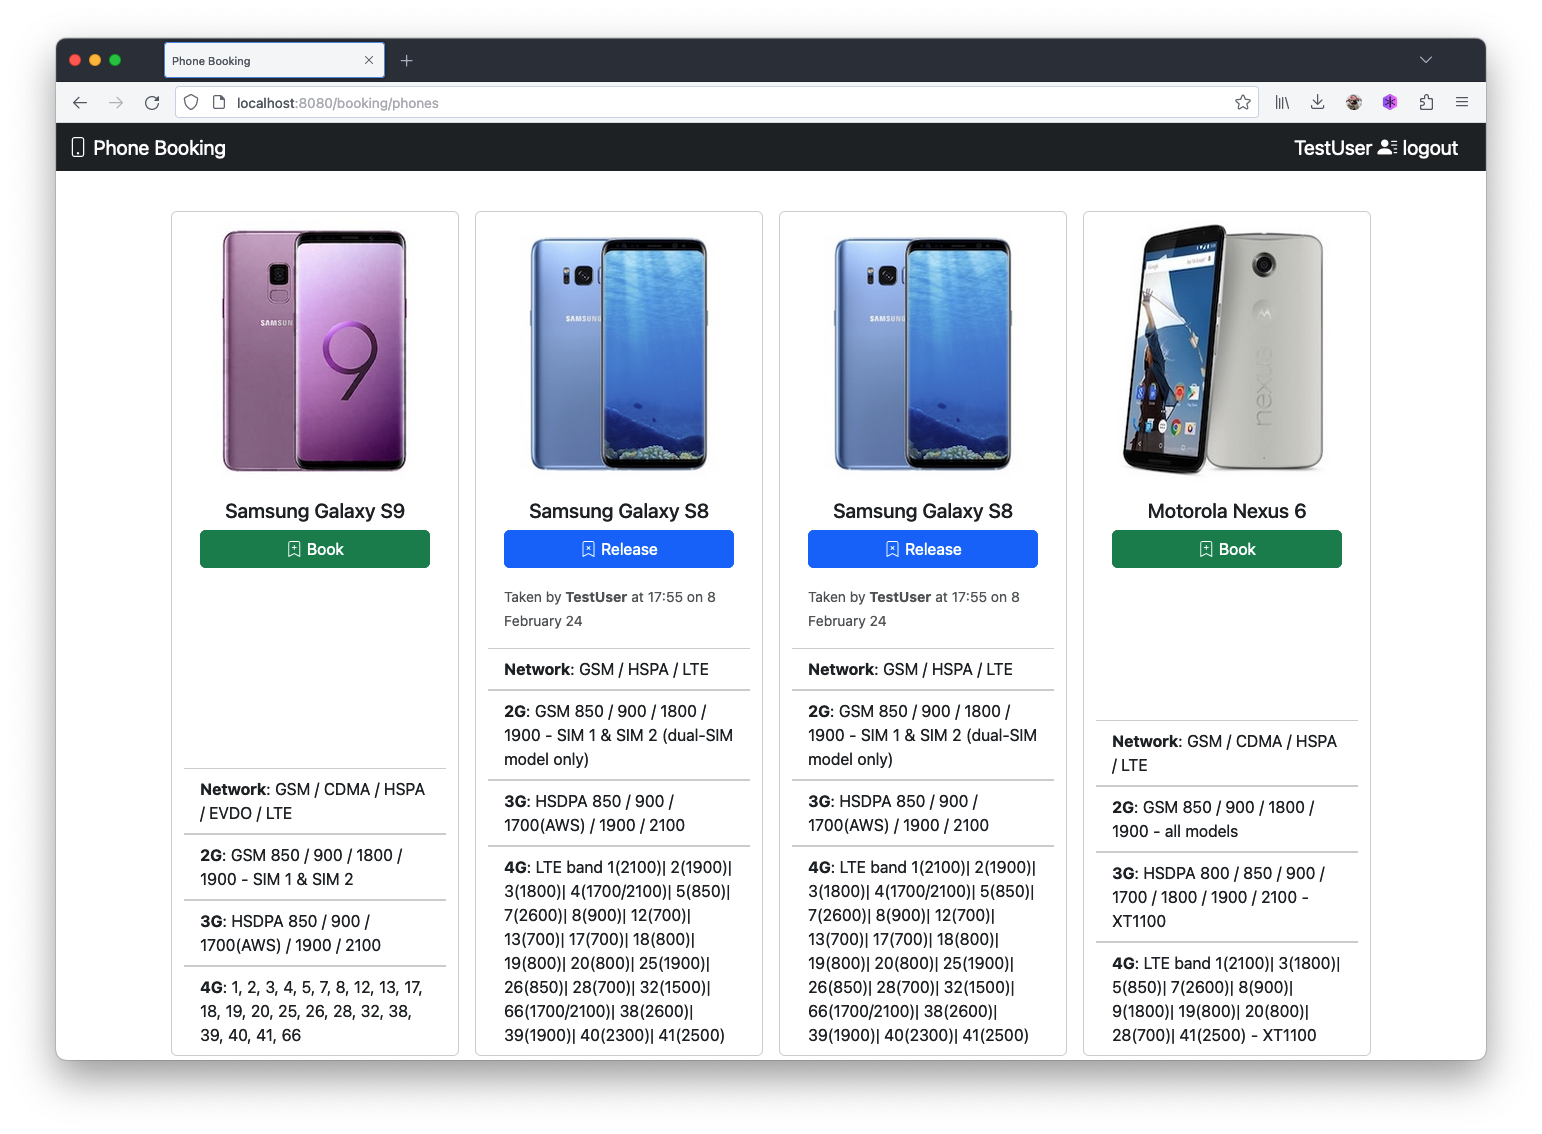 Phone Booking
localhost:8080/booking/phones
Phone Booking
TestUser logout
SAMSUN
9
Samsung Galaxy S9
Book
Network: GSM / CDMA / HSPA
/ EVDO / LTE
2G: GSM 850 / 900 / 1800 /
1900 - SIM 1 & SIM 2
3G: HSDPA 850 / 900 /
1700(AWS) / 1900 / 2100
4G: 1, 2, 3, 4, 5, 7, 8, 12, 13, 17,
18, 19, 20, 25, 26, 28, 32, 38,
39, 40, 41, 66
SAMSUNG
Samsung Galaxy S8
Release
Taken by TestUser at 17:55 on 8
February 24
Network: GSM / HSPA / LTE
2G: GSM 850 / 900 / 1800 /
1900 - SIM 1 & SIM 2 (dual-SIM
model only)
3G: HSDPA 850 / 900 /
1700(AWS) / 1900 / 2100
4G: LTE band 1(2100)| 2(1900)|
3(1800)| 4(1700/2100)| 5(850)|
7(2600)| 8(900)| 12(700)|
13(700)| 17(700)| 18(800)|
19(800)| 20(800)| 25(1900)|
26(850)| 28(700)| 32(1500)|
66(1700/2100)| 38(2600)|
39(1900)| 40(2300)| 41(2500)
SAMSUNG
Samsung Galaxy S8
Release
Taken by TestUser at 17:55 on 8
February 24
Network: GSM / HSPA / LTE
2G: GSM 850 / 900 / 1800 /
1900 - SIM 1 & SIM 2 (dual-SIM
model only)
3G: HSDPA 850 / 900 /
1700(AWS) / 1900 / 2100
4G: LTE band 1(2100)| 2(1900)|
3(1800)| 4(1700/2100)| 5(850)|
7(2600)| 8(900)| 12(700)|
13(700)| 17(700)| 18(800)|
19(800)| 20(800)| 25(1900)|
26(850)| 28(700)| 32(1500)|
66(1700/2100)| 38(2600)|
39(1900)| 40(2300)| 41(2500)
nexus
Motorola Nexus 6
Book
Network: GSM / CDMA / HSPA
/ LTE
2G: GSM 850 / 900 / 1800 /
1900 - all models
3G: HSDPA 800 / 850 / 900 /
1700 / 1800 / 1900 / 2100 -
XT1100
4G: LTE band 1(2100)| 3(1800)|
5(850)| 7(2600)| 8(900)|
9(1800)| 19(800)| 20(800)|
28(700)| 41(2500) - XT1100